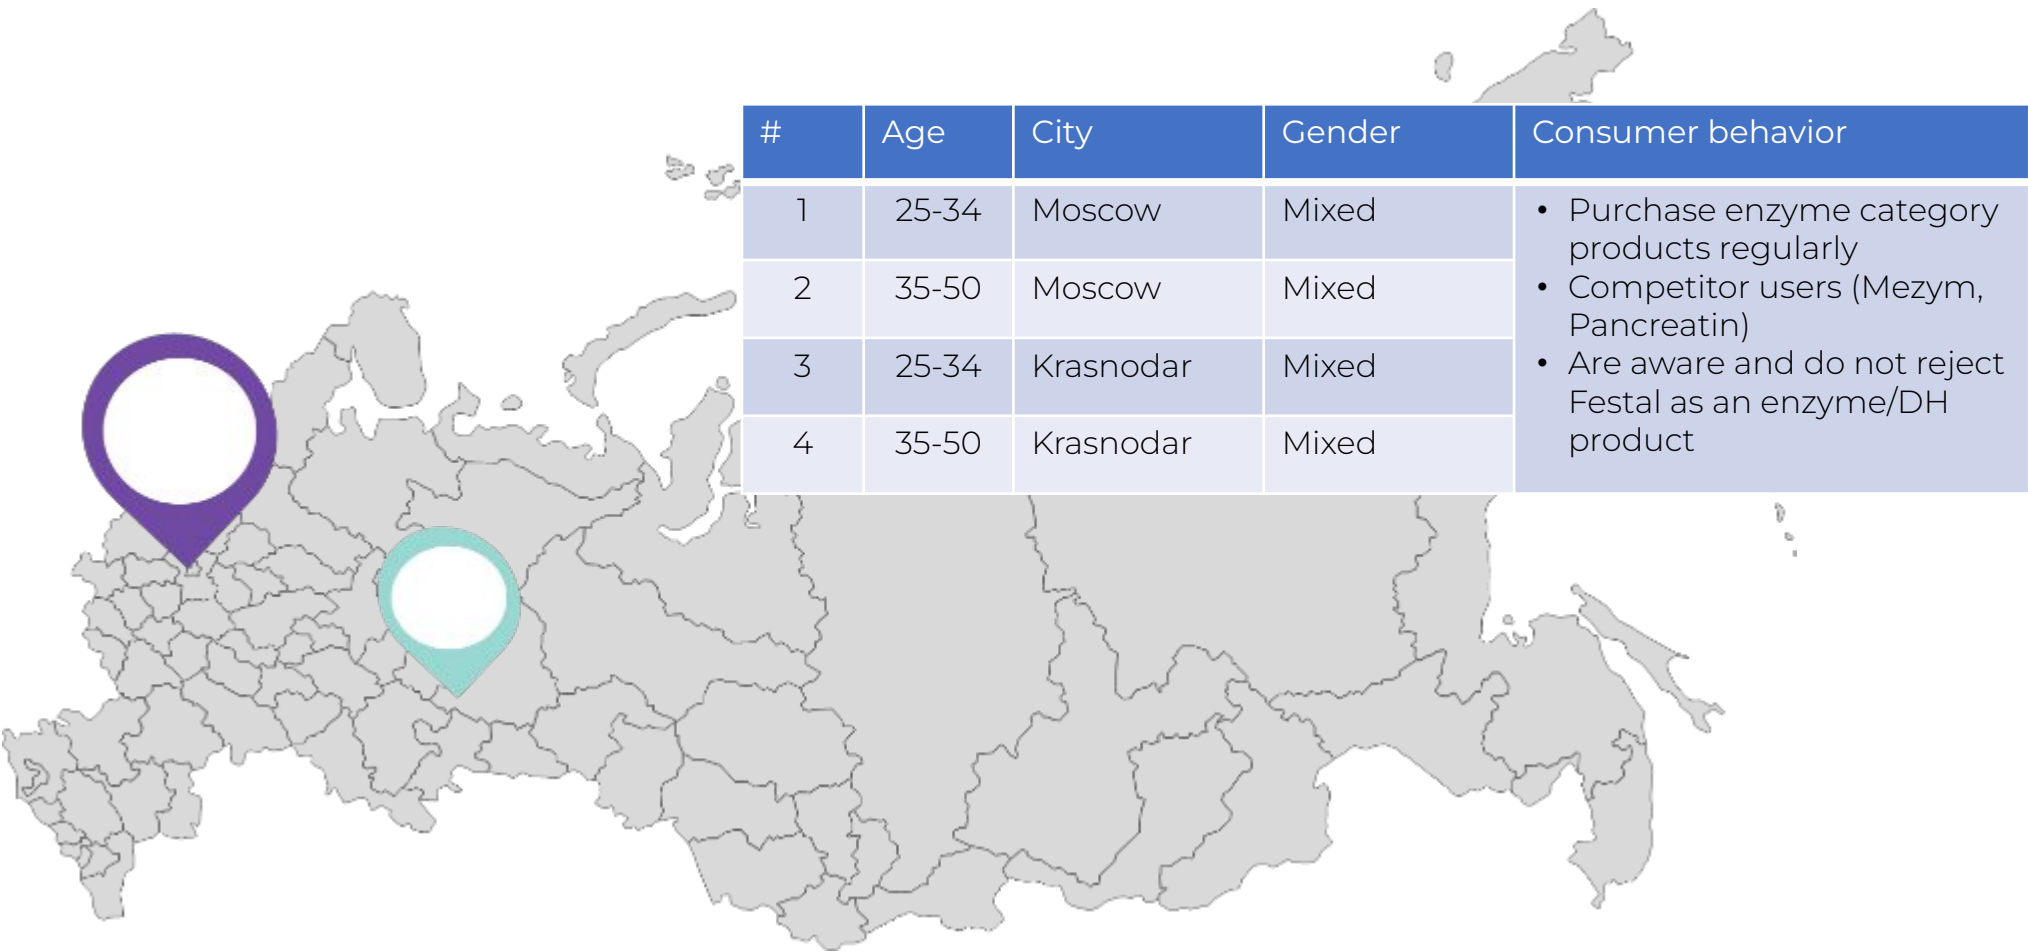 # Age City Gender Consumer behavior
1 25-34 Moscow Mixed
2 35-50 Moscow Mixed
3 25-34 Krasnodar Mixed
4 35-50 Krasnodar Mixed
• Purchase enzyme category
products regularly
• Competitor users (Mezym,
Pancreatin)
• Are aware and do not reject
Festal as an enzyme/DH
product